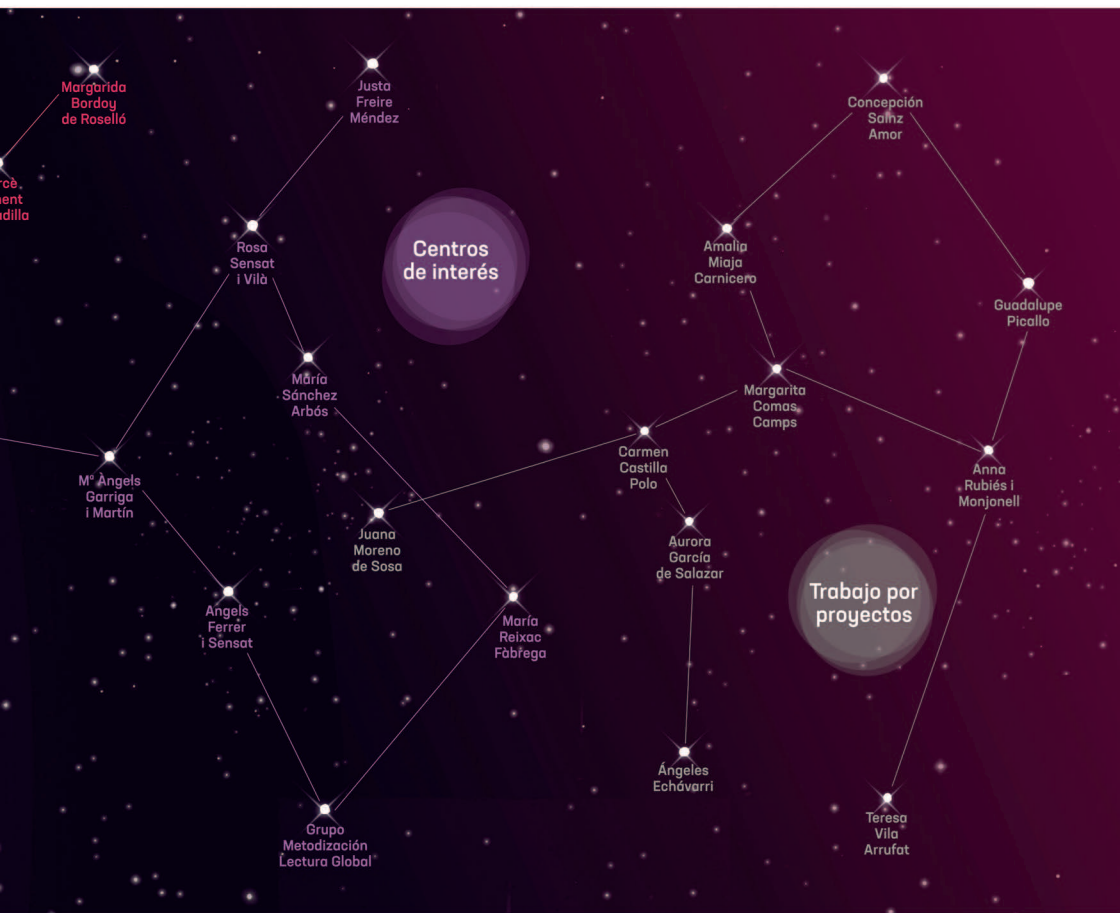 Margarida
Bordoy
de Roselló
Justa
Freire
Méndez
Concepción
Sainz
Amor
Rosa
Sensat
i Vilà
Centros
de interés
Amalia
Miaja
Carnicero
Guadalupe
Picallo
María
Sánchez
Arbós
Margarita
Comas
Camps
Carmen
Castilla
Polo
Mª Àngels
Garriga
i Martín
Anna
Rubiés i
Monjonell
Juana
Moreno
de Sosa
Aurora
García
de Salazar
Trabajo por
proyectos
Angels
Ferrer
i Sensat
María
Reixac
Fàbrega
Ángeles
Echávarri
Grupo
Metodización
Lectura Global
Teresa
Vila
Arrufat